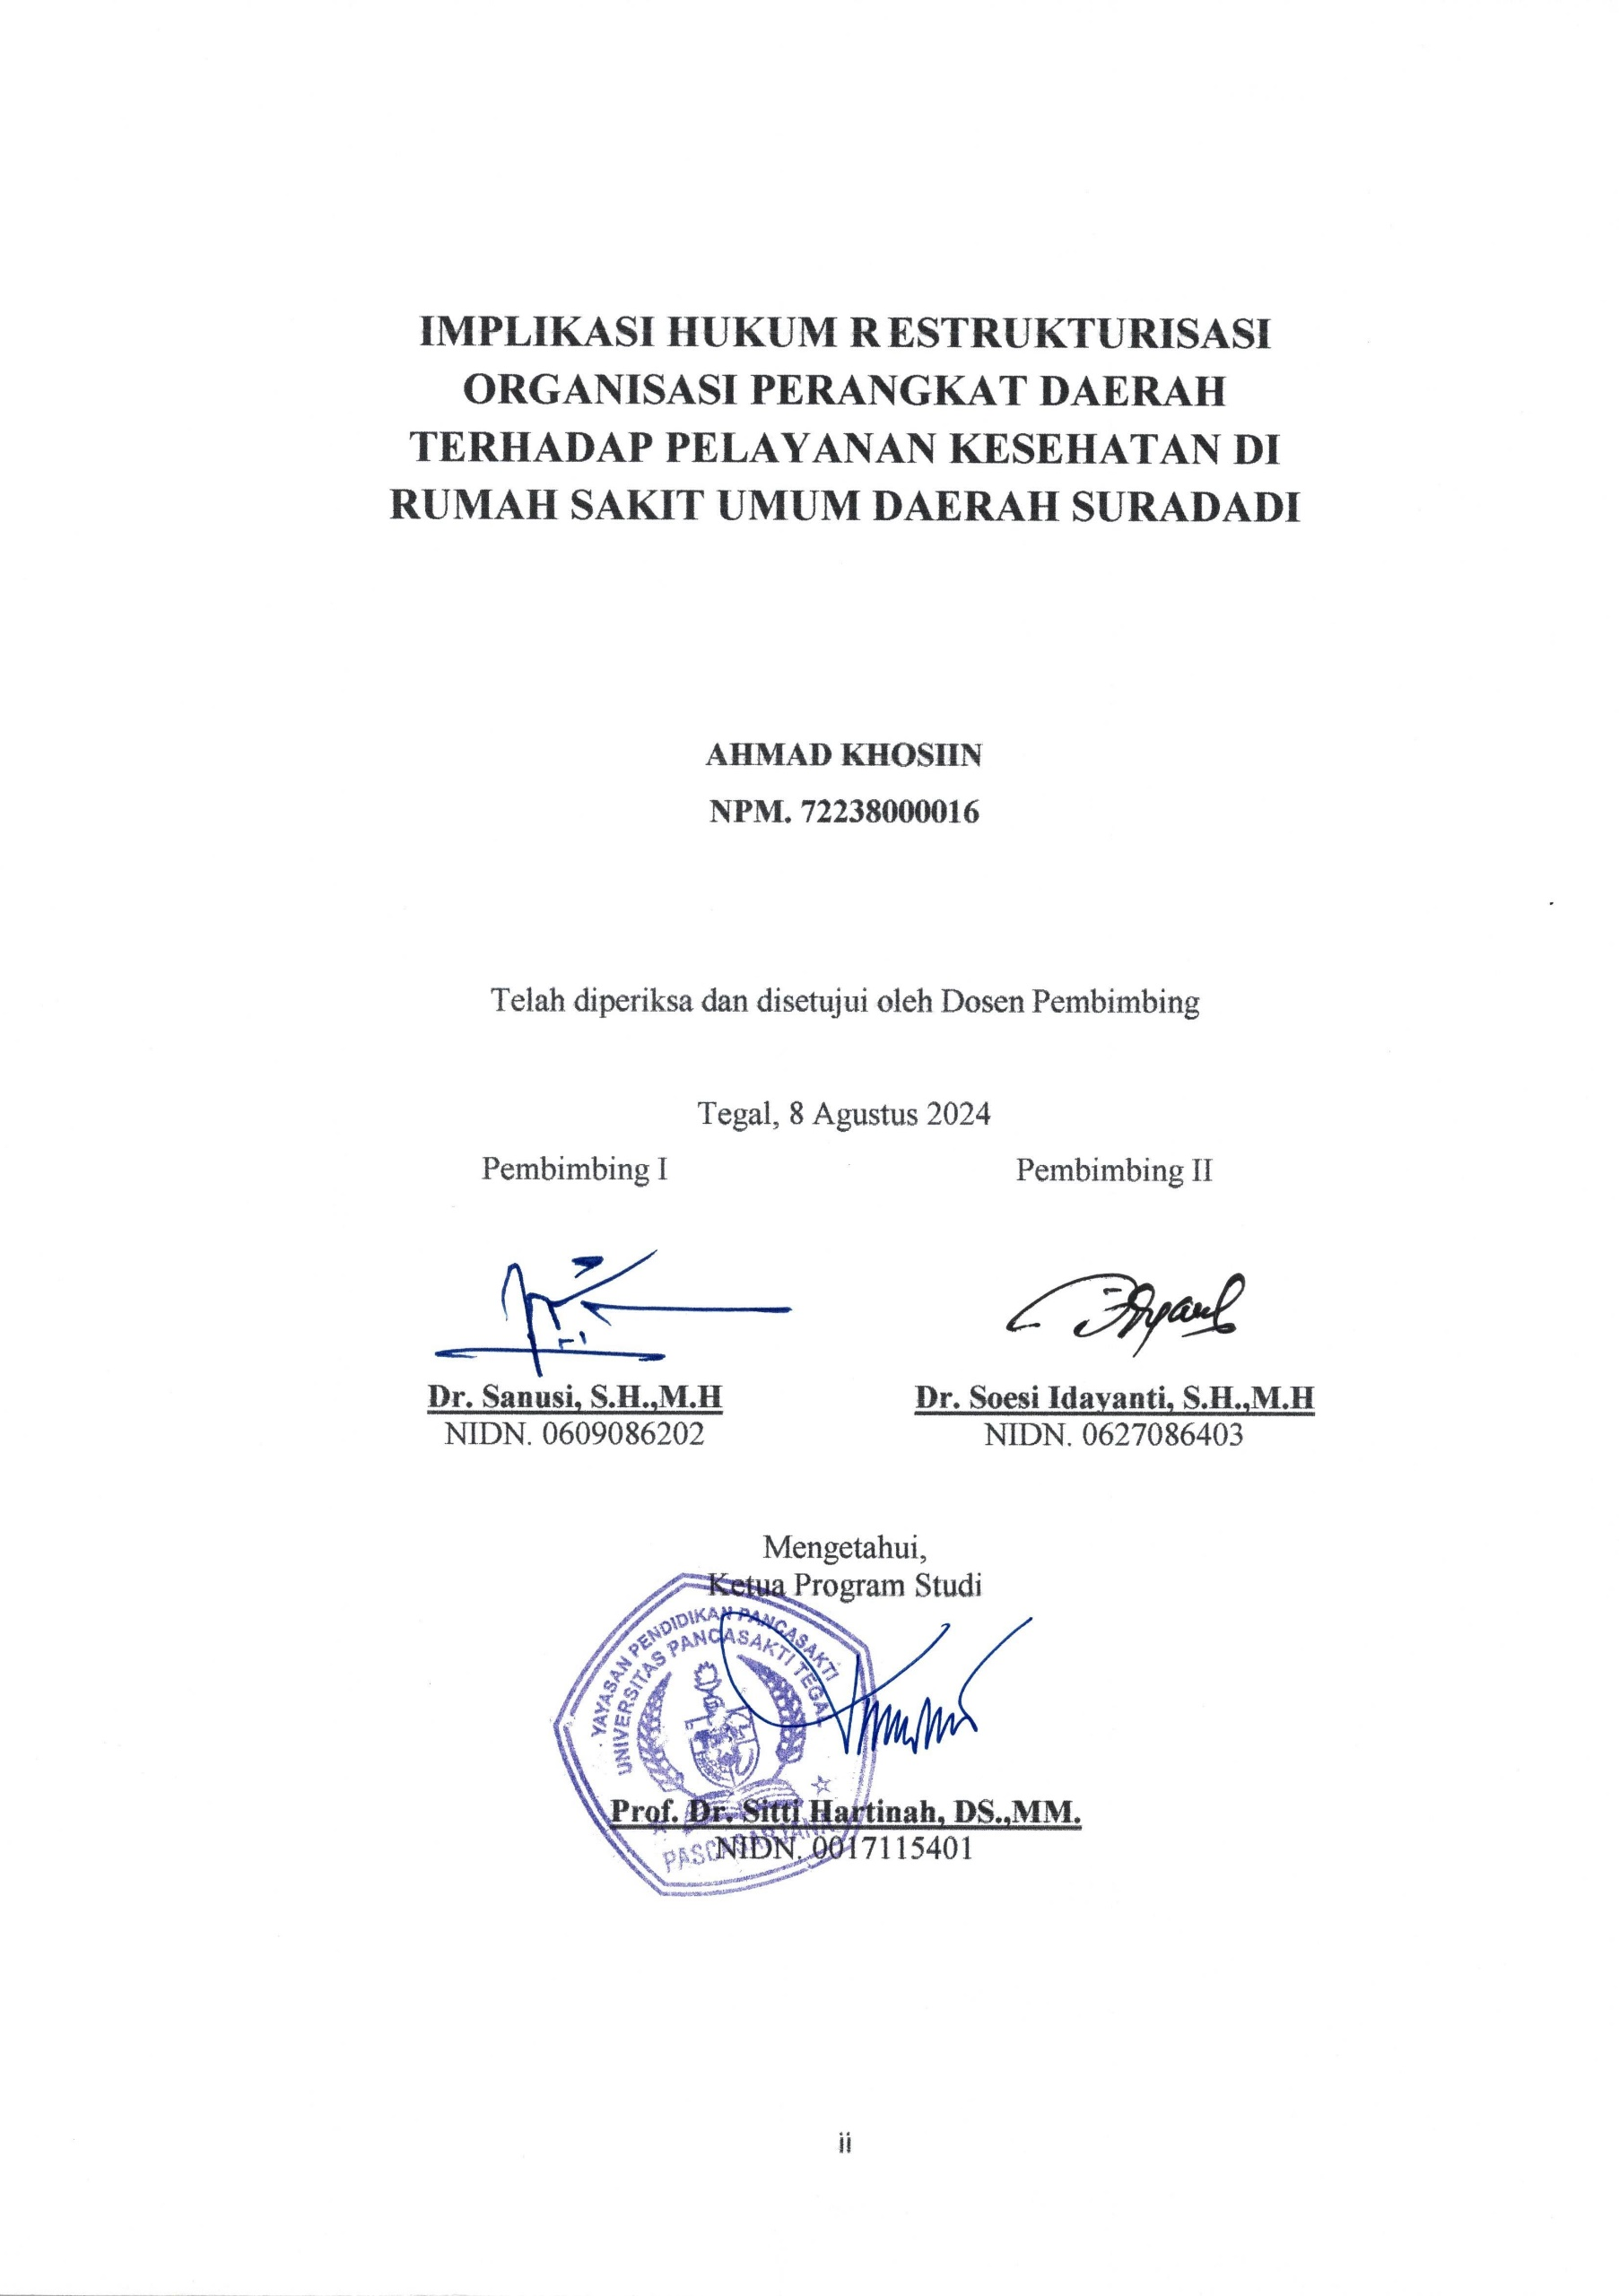 IMPLIKASI HUKUM RESTRUKTURISASI
ORGANISASI PERANGKAT DAERAH
TERHADAP PELAYANAN KESEHATAN DI
RUMAH SAKIT UMUM DAERAH SURADADI
AHMAD KHOSIIN
NPM. 72238000016
Telah diperiksa dan disetujui oleh Dosen Pembimbing
Tegal, 8 Agustus 2024
Pembimbing I
Pembimbing II
Dr. Sanusi, S.H.,M.H
NIDN. 0609086202
Dr. Soesi Idayanti, S.H.,M.H
NIDN. 0627086403
Mengetahui,
Ketua Program Studi
YAYASAN PENDIDIKAN PANCASAKTI
UNIVERSITAS PANCASAKTI TEGAL
Prof. Dr. Sitti Hartinah, DS.,MM.
NIDN. 0017115401
PASCASARJANA
ii